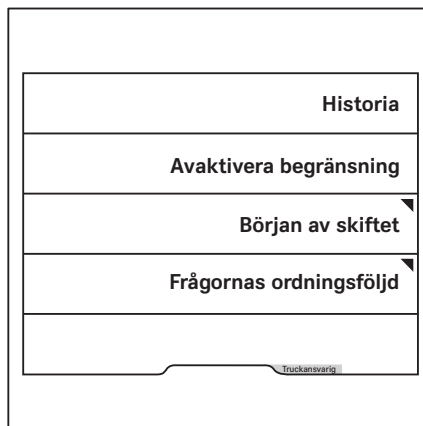 Historia
Avaktivera begränsning
Början av skiftet
Frågornas ordningsföljd
Truckansvarig